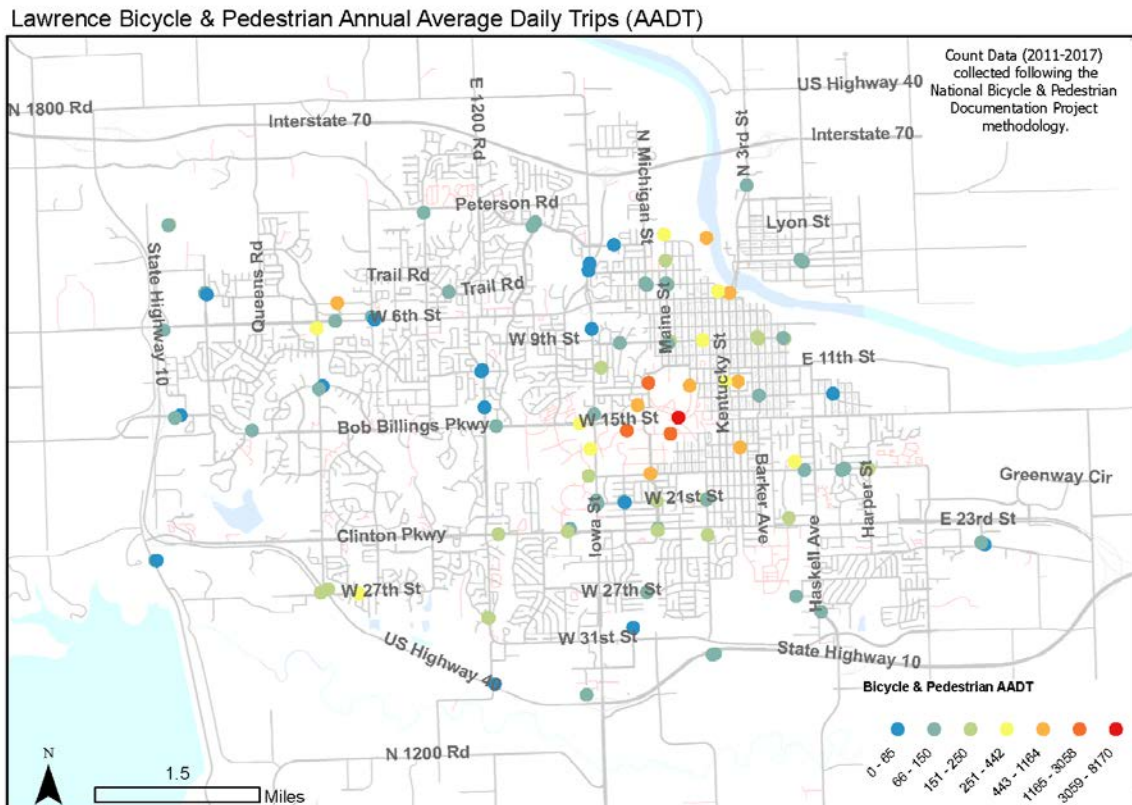 Lawrence Bicycle & Pedestrian Annual Average Daily Trips (AADT)
Count Data (2011-2017)
collected following the
National Bicycle & Pedestrian
Documentation Project
methodology.
US Highway 40
N 1800 Rd
Interstate 70
E 1200 Rd
N Michigan St
N 3rd St
Interstate 70
Peterson Rd
Lyon St
State Highway 10
Queens Rd
Trail Rd
Trail Rd
Maine St
W 6th St
W 9th St
Kentucky St
E 11th St
Bob Billings Pkwy
W 15th St
Barker Ave
Harper St
Greenway Cir
Iowa St
W 21st St
E 23rd St
Clinton Pkwy
Haskell Ave
W 27th St
W 27th St
W 31st St
US Highway 40
State Highway 10
Bicycle & Pedestrian AADT
0 - 65
66 - 150
151 - 250
251 - 442
443 - 1164
1165 - 3058
3059 - 8170
N 1200 Rd
N
1.5
Miles